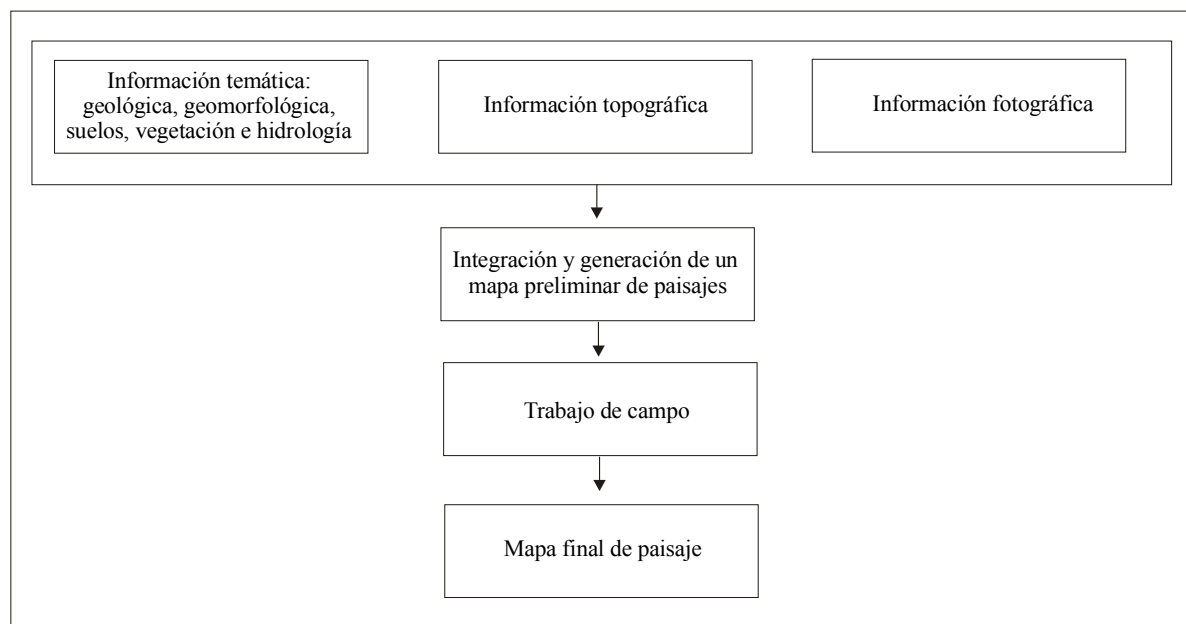 Información temática:
geológica, geomorfológica,
suelos, vegetación e hidrología
Información topográfica
Información fotográfica
Integración y generación de un
mapa preliminar de paisajes
Trabajo de campo
Mapa final de paisaje